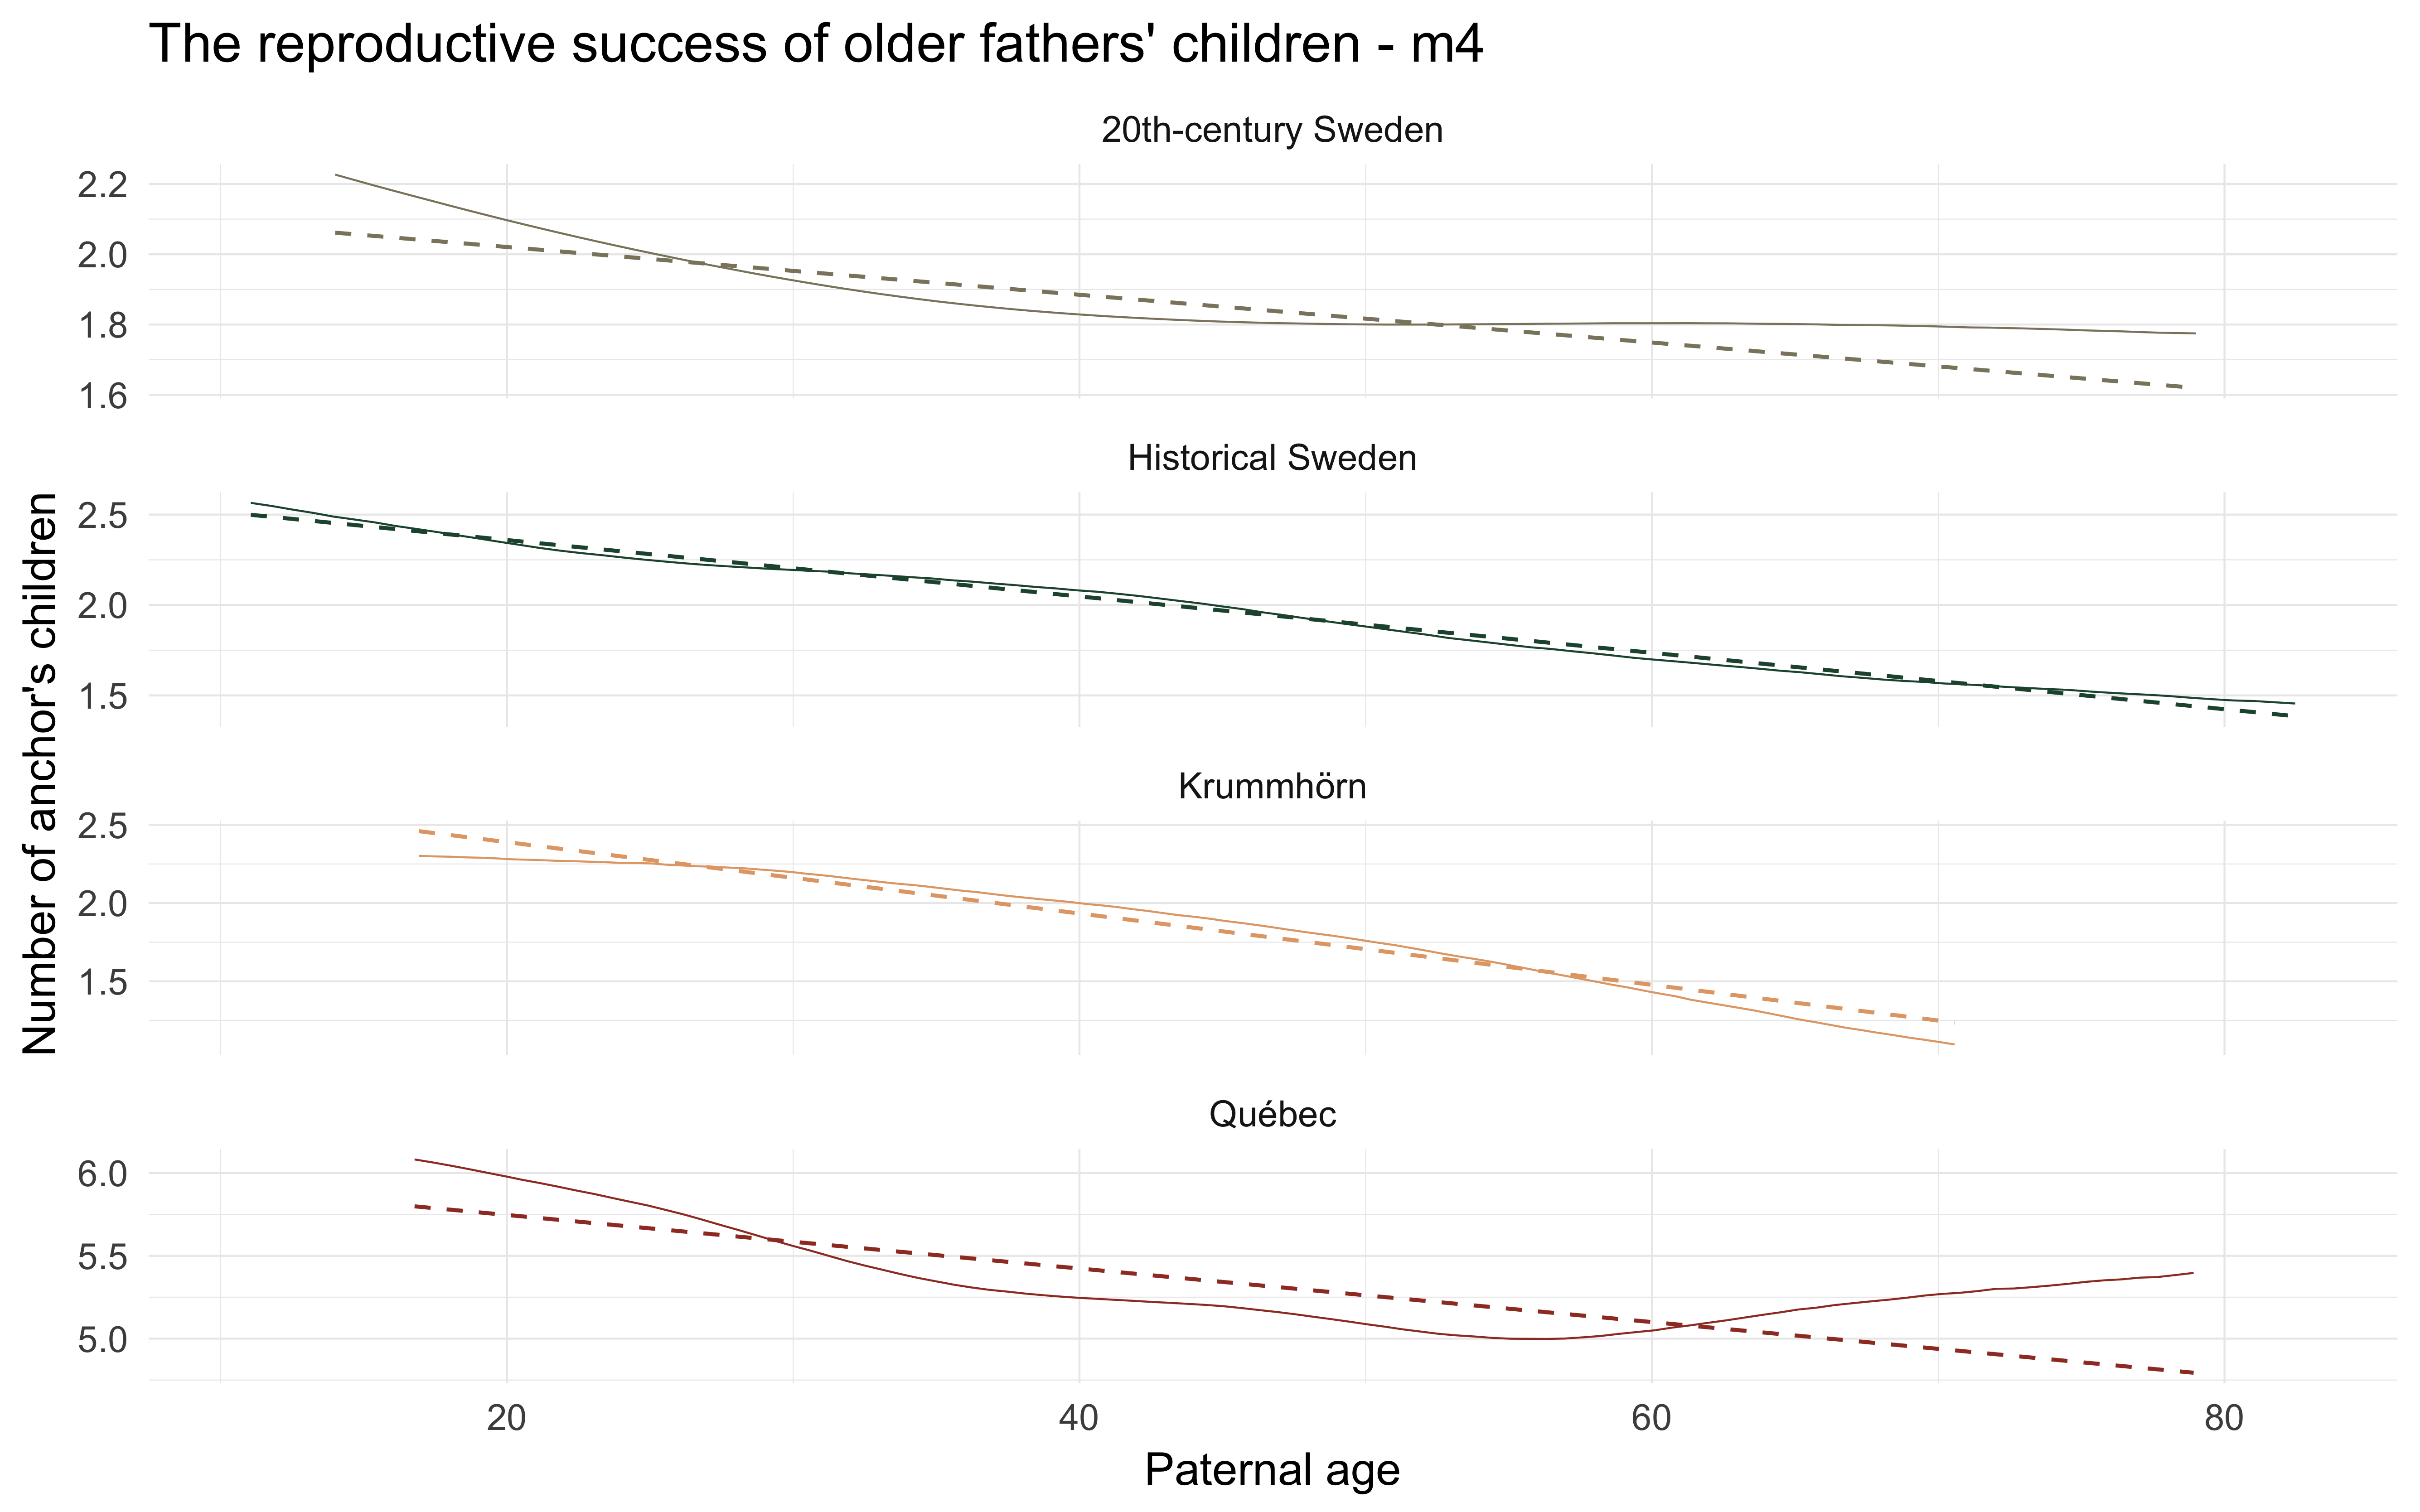 The reproductive success of older fathers' children - m4
20th-century Sweden
2.2
2.0
1.8
1.6
Historical Sweden
2.5
2.0
1.5
Krummhörn
2.5
2.0
1.5
Québec
6.0
5.5
5.0
20 40 60 80
Paternal age
Number of anchor's children